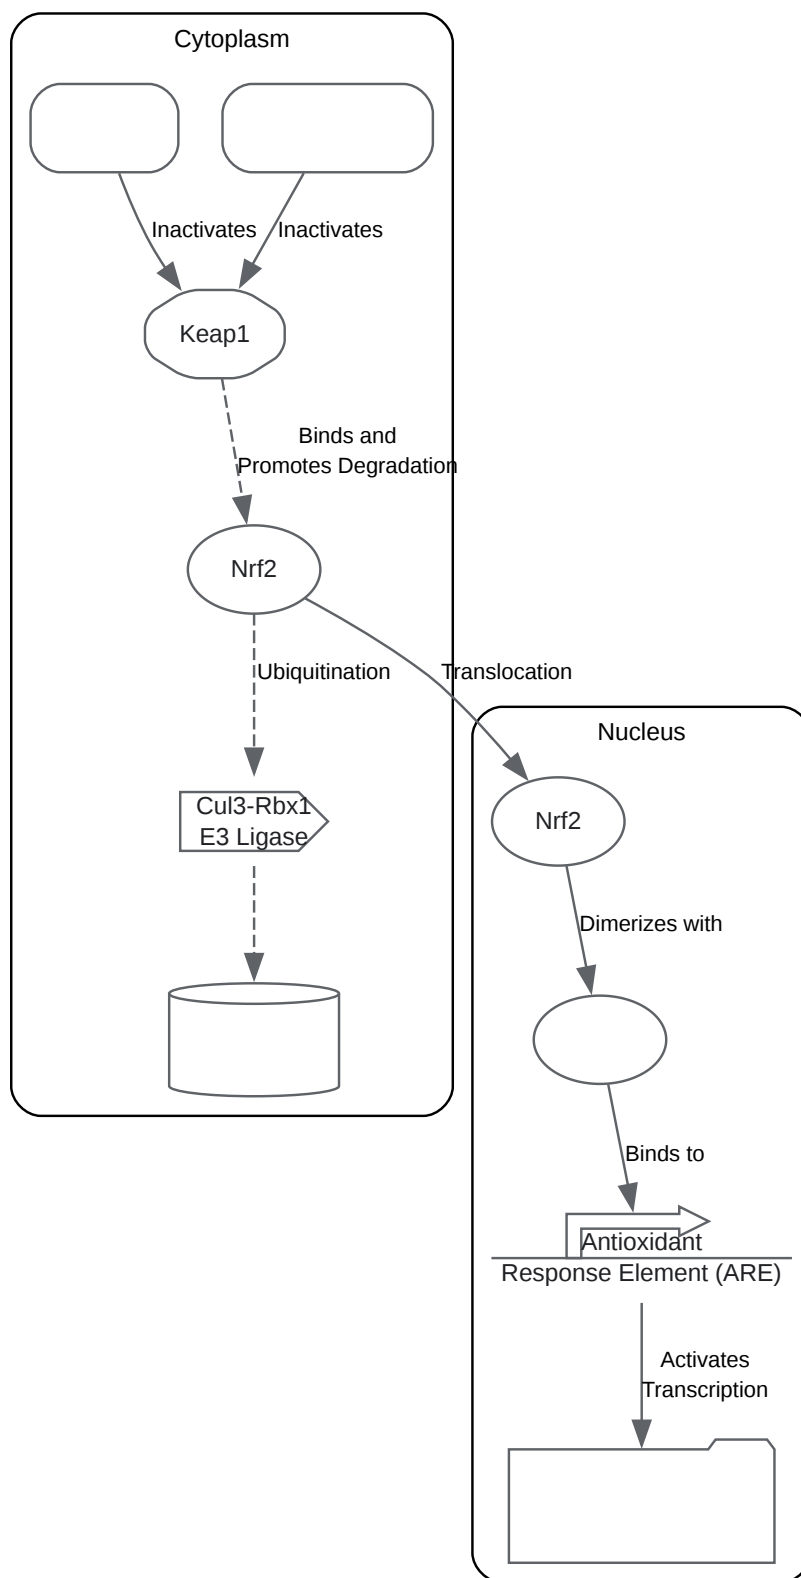 Cytoplasm
Inactivates
Inactivates
Keap1
Binds and
Promotes Degradation
Nrf2
Ubiquitination
Translocation
Nucleus
Cul3-Rbx1
E3 Ligase
Nrf2
Dimerizes with
Binds to
Antioxidant
Response Element (ARE)
Activates
Transcription